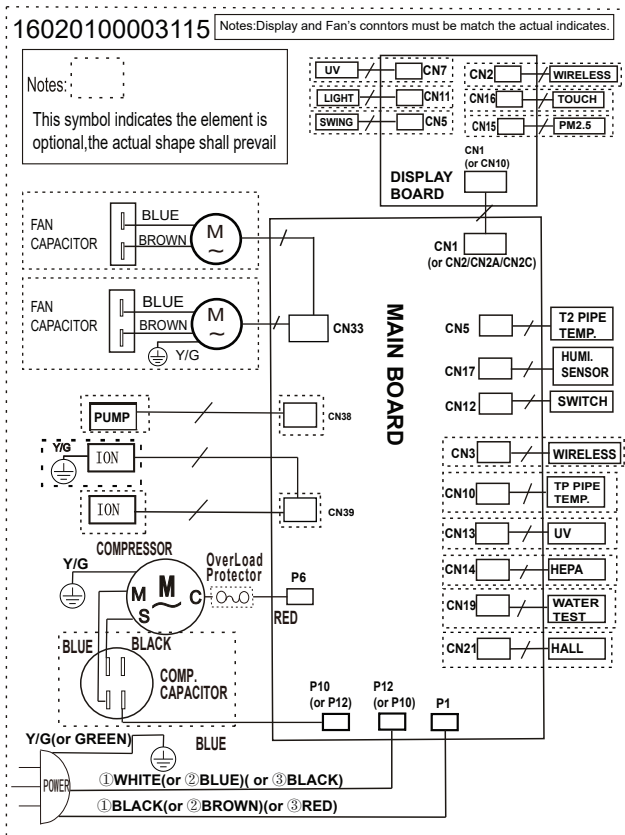 16020100003115
Notes:Display and Fan's conntors must be match the actual indicates.
Notes:
This symbol indicates the element is
optional,the actual shape shall prevail
UV
CN7
LIGHT
CN11
SWING
CN5
CN2
WIRELESS
CN16
TOUCH
CN15
PM2.5
CN1
(or CN10)
DISPLAY
BOARD
CN1
(or CN2/CN2A/CN2C)
FAN
CAPACITOR
BLUE
BROWN
M
~
FAN
CAPACITOR
BLUE
BROWN
Y/G
M
~
CN33
MAIN BOARD
CN5
T2 PIPE
TEMP.
CN17
HUMI.
SENSOR
CN12
SWITCH
PUMP
CN38
Y/G
ION
ION
CN39
CN3
WIRELESS
CN10
TP PIPE
TEMP.
CN13
UV
CN14
HEPA
CN19
WATER
TEST
CN21
HALL
COMPRESSOR
Y/G
M
M
~
S
C
OverLoad
Protector
P6
RED
BLUE
BLACK
COMP.
CAPACITOR
BLUE
P10
(or P12)
P12
(or P10)
P1
Y/G(or GREEN)
POWER
①WHITE(or ②BLUE)( or ③BLACK)
①BLACK(or ②BROWN)(or ③RED)